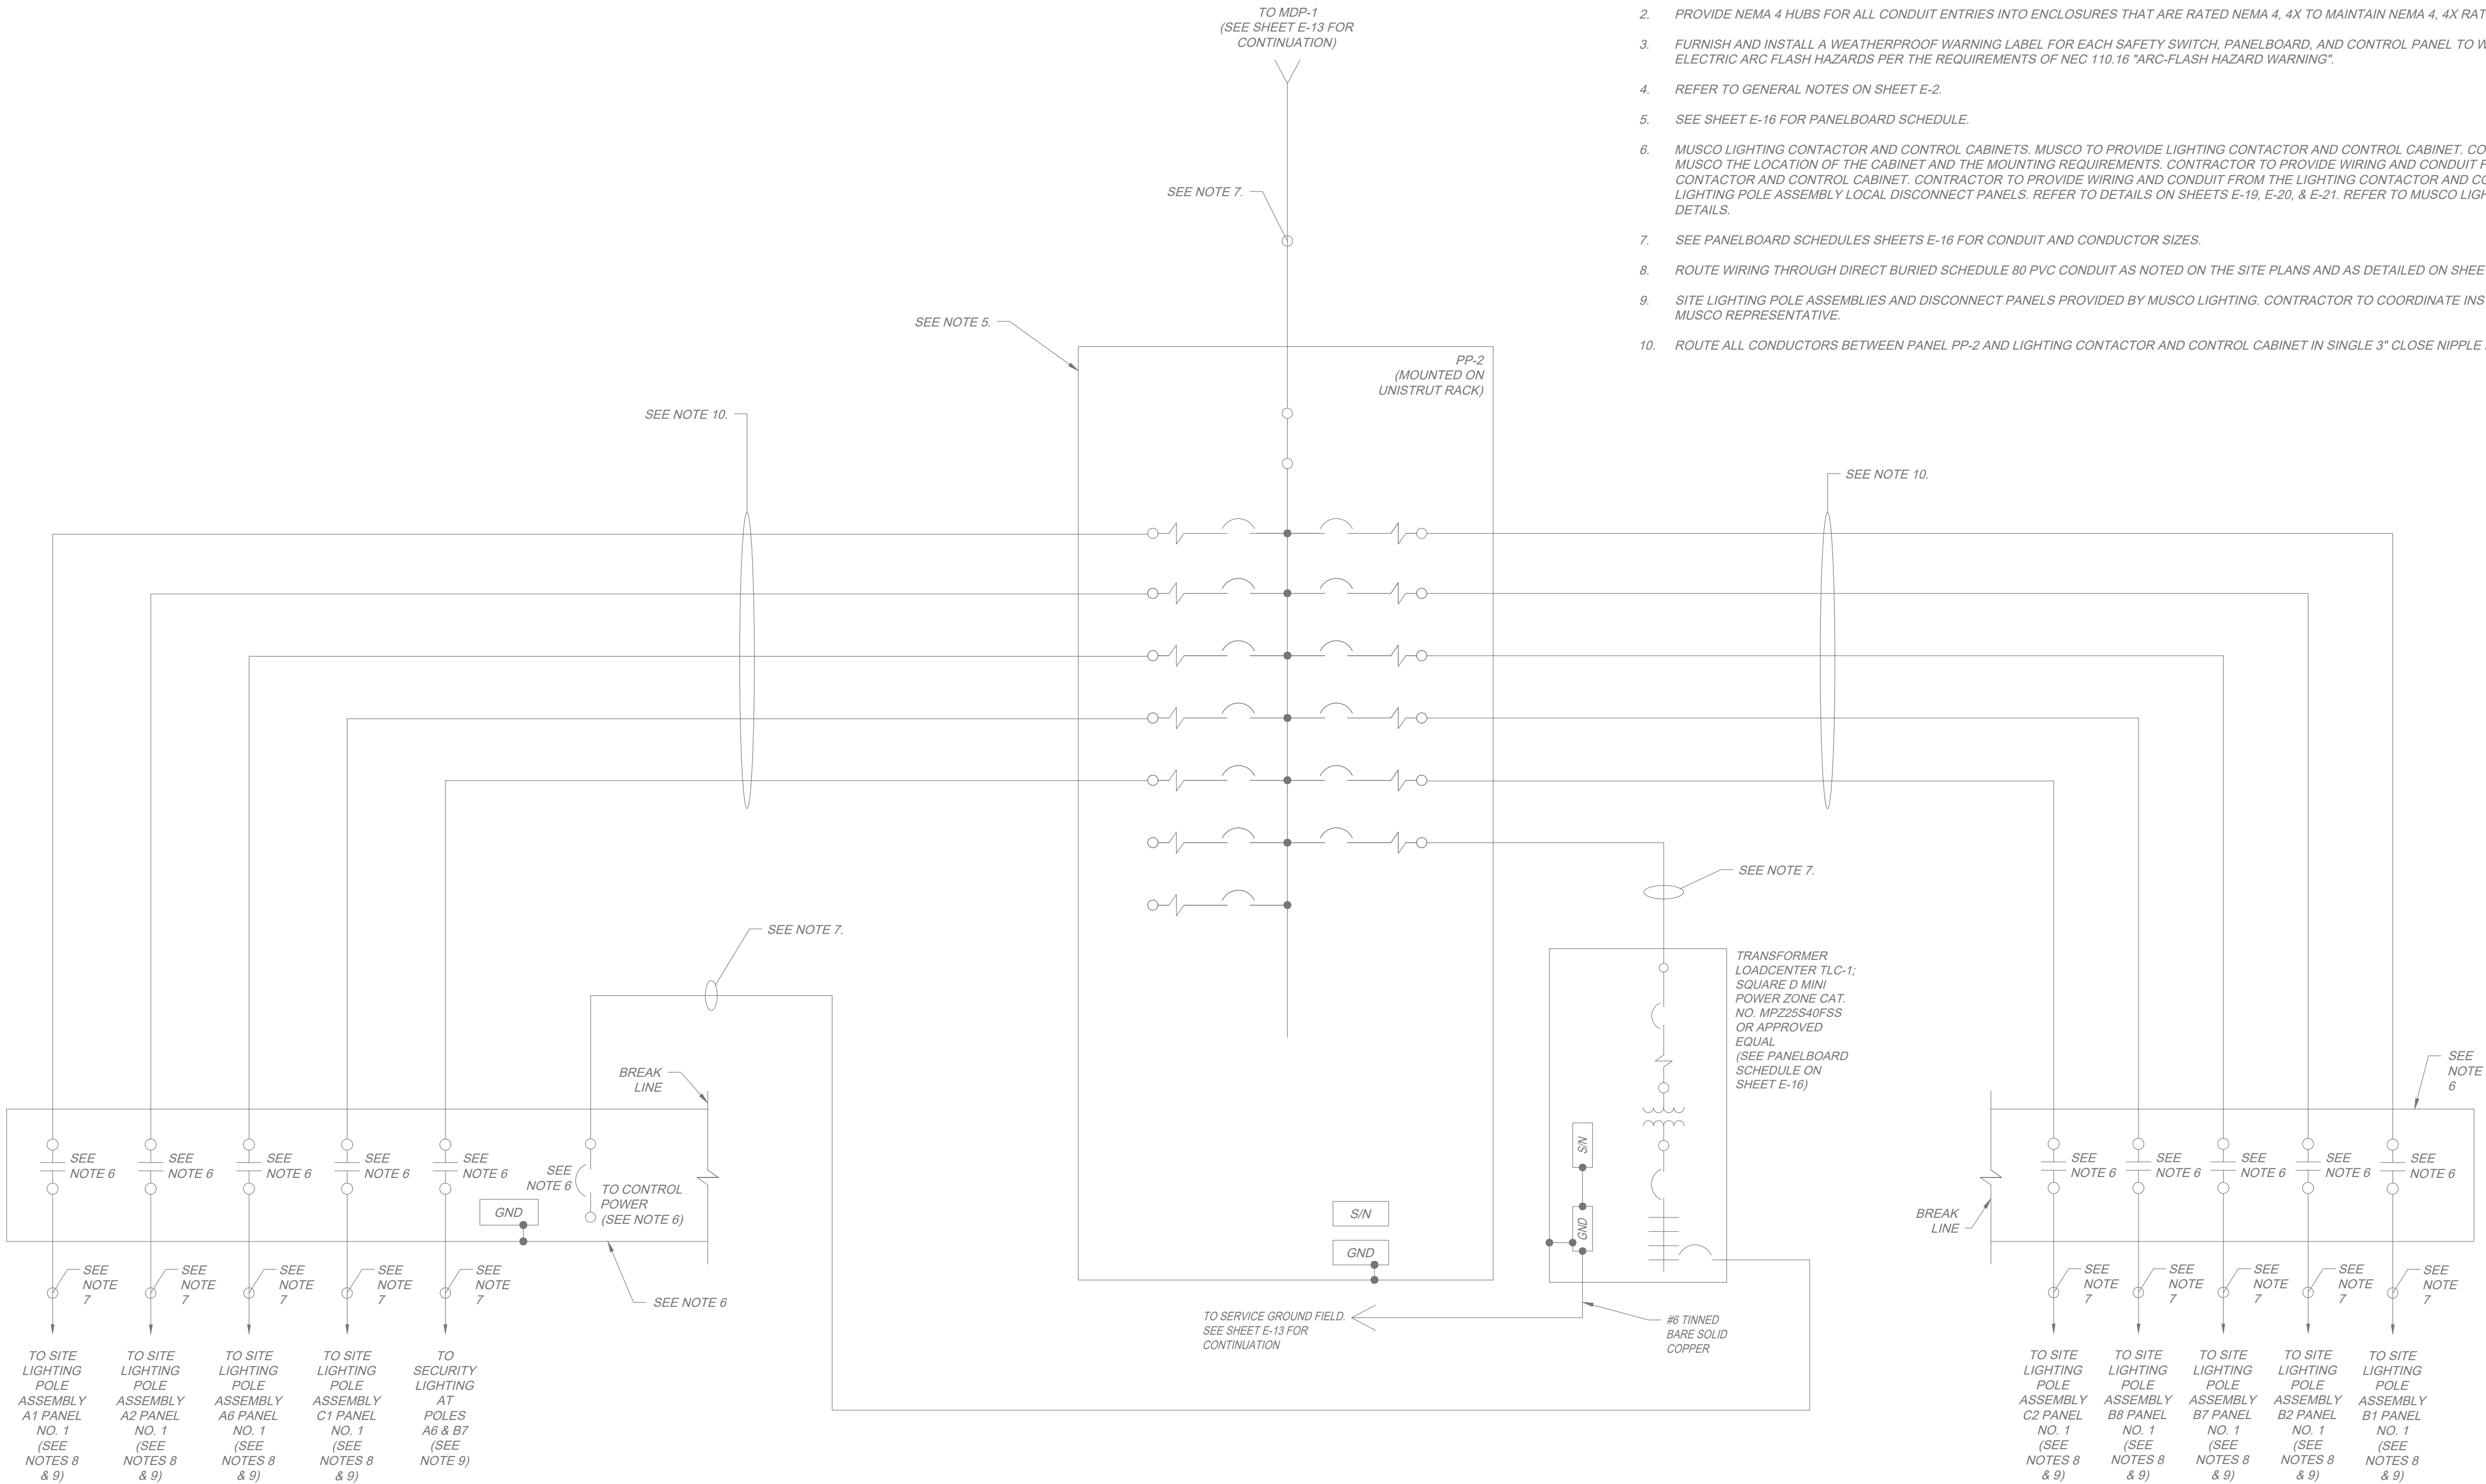 TO MDP-1
(SEE SHEET E-13 FOR
CONTINUATION)
2. PROVIDE NEMA 4 HUBS FOR ALL CONDUIT ENTRIES INTO ENCLOSURES THAT ARE RATED NEMA 4, 4X TO MAINTAIN NEMA 4, 4X
3. FURNISH AND INSTALL A WEATHERPROOF WARNING LABEL FOR EACH SAFETY SWITCH, PANELBOARD, AND CONTROL PANEL TO
ELECTRIC ARC FLASH HAZARDS PER THE REQUIREMENTS OF NEC 110.16 "ARC-FLASH HAZARD WARNING".
4. REFER TO GENERAL NOTES ON SHEET E-2.
5. SEE SHEET E-16 FOR PANELBOARD SCHEDULE.
6. MUSCO LIGHTING CONTACTOR AND CONTROL CABINETS. MUSCO TO PROVIDE LIGHTING CONTACTOR AND CONTROL CABINET.
MUSCO THE LOCATION OF THE CABINET AND THE MOUNTING REQUIREMENTS. CONTRACTOR TO PROVIDE WIRING AND CONDUIT
CONTACTOR AND CONTROL CABINET. CONTRACTOR TO PROVIDE WIRING AND CONDUIT FROM THE LIGHTING CONTACTOR AND
LIGHTING POLE ASSEMBLY LOCAL DISCONNECT PANELS. REFER TO DETAILS ON SHEETS E-19, E-20, & E-21. REFER TO MUSCO
DETAILS.
7. SEE PANELBOARD SCHEDULES SHEETS E-16 FOR CONDUIT AND CONDUCTOR SIZES.
8. ROUTE WIRING THROUGH DIRECT BURIED SCHEDULE 80 PVC CONDUIT AS NOTED ON THE SITE PLANS AND AS DETAILED ON
9. SITE LIGHTING POLE ASSEMBLIES AND DISCONNECT PANELS PROVIDED BY MUSCO LIGHTING. CONTRACTOR TO COORDINATE
MUSCO REPRESENTATIVE.
10. ROUTE ALL CONDUCTORS BETWEEN PANEL PP-2 AND LIGHTING CONTACTOR AND CONTROL CABINET IN SINGLE 3" CLOSE NIPPLE
SEE NOTE 7.
SEE NOTE 5.
PP-2
(MOUNTED ON
UNISTRUT RACK)
SEE NOTE 10.
SEE NOTE 10.
SEE NOTE 7.
SEE NOTE 7.
TRANSFORMER
LOADCENTER TLC-1;
SQUARE D MINI
POWER ZONE CAT.
NO. MPZ25S40FSS
OR APPROVED
EQUAL
(SEE PANELBOARD
SCHEDULE ON
SHEET E-16)
BREAK
LINE
SEE
NOTE 6
SEE
NOTE 6
SEE
NOTE 6
SEE
NOTE 6
SEE
NOTE 6
SEE
NOTE 6
TO CONTROL
POWER
(SEE NOTE 6)
GND
SEE NOTE 6
S/N
GND
S/N
GND
TO SERVICE GROUND FIELD.
SEE SHEET E-13 FOR
CONTINUATION
#6 TINNED
BARE SOLID
COPPER
SEE
NOTE
6
BREAK
LINE
SEE
NOTE 6
SEE
NOTE 6
SEE
NOTE 6
SEE
NOTE 6
SEE
NOTE 6
SEE
NOTE
7
SEE
NOTE
7
SEE
NOTE
7
SEE
NOTE
7
SEE
NOTE
7
SEE
NOTE
7
SEE
NOTE
7
SEE
NOTE
7
SEE
NOTE
7
SEE
NOTE
7
TO SITE
LIGHTING
POLE
ASSEMBLY
A1 PANEL
NO. 1
(SEE
NOTES 8
& 9)
TO SITE
LIGHTING
POLE
ASSEMBLY
A2 PANEL
NO. 1
(SEE
NOTES 8
& 9)
TO SITE
LIGHTING
POLE
ASSEMBLY
A6 PANEL
NO. 1
(SEE
NOTES 8
& 9)
TO SITE
LIGHTING
POLE
ASSEMBLY
C1 PANEL
NO. 1
(SEE
NOTES 8
& 9)
TO
SECURITY
LIGHTING
AT
POLES
A6 & B7
(SEE
NOTE 9)
TO SITE
LIGHTING
POLE
ASSEMBLY
C2 PANEL
NO. 1
(SEE
NOTES 8
& 9)
TO SITE
LIGHTING
POLE
ASSEMBLY
B8 PANEL
NO. 1
(SEE
NOTES 8
& 9)
TO SITE
LIGHTING
POLE
ASSEMBLY
B7 PANEL
NO. 1
(SEE
NOTES 8
& 9)
TO SITE
LIGHTING
POLE
ASSEMBLY
B2 PANEL
NO. 1
(SEE
NOTES 8
& 9)
TO SITE
LIGHTING
POLE
ASSEMBLY
B1 PANEL
NO. 1
(SEE
NOTES 8
& 9)